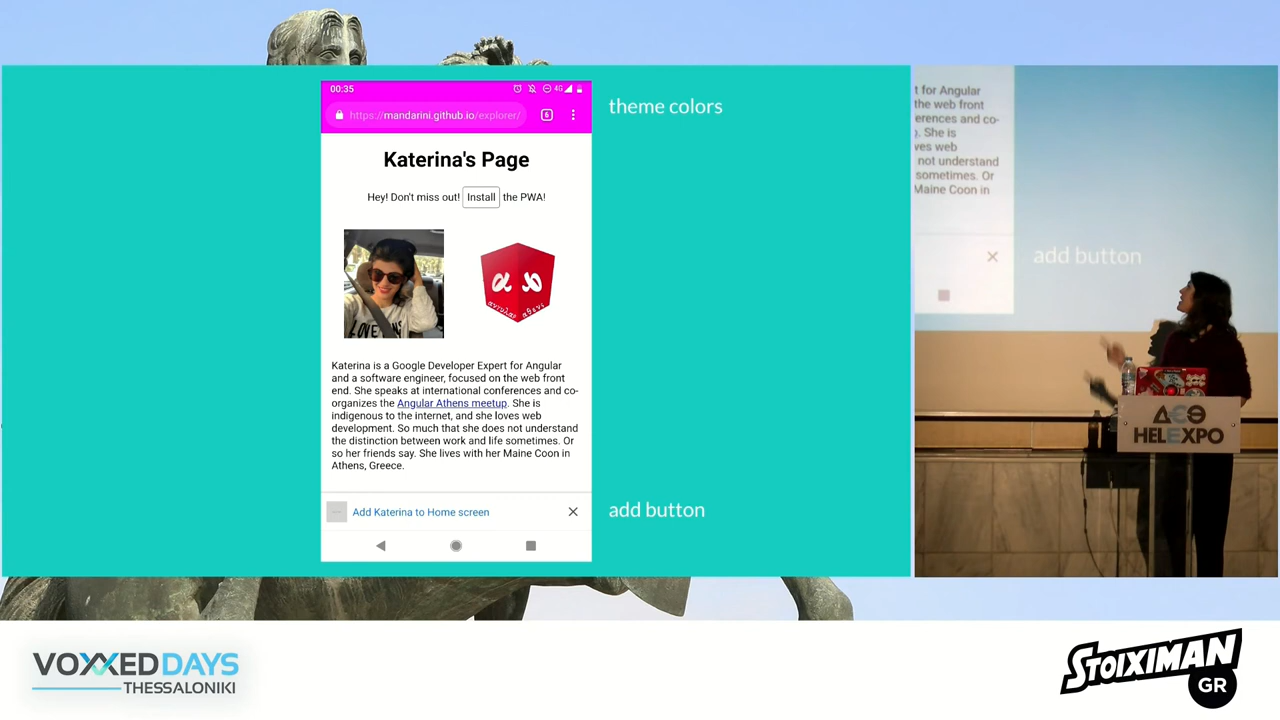 00:35
4G
https://mandarini.github.io/explorer/
6
theme colors
Katerina's Page
Hey! Don't miss out! Install the PWA!
LOVE
Katerina is a Google Developer Expert for Angular
and a software engineer, focused on the web front
end. She speaks at international conferences and co-
organizes the Angular Athens meetup. She is
indigenous to the internet, and she loves web
development. So much that she does not understand
the distinction between work and life sometimes. Or
so her friends say. She lives with her Maine Coon in
Athens, Greece.
Add Katerina to Home screen
add button
t for Angular
the web front
erences and co-
. She is
ves web
not understand
sometimes. Or
Maine Coon in
add button
ΔΕΘ
HELEXPO
VOXXED DAYS
THESSALONIKI
STOIXIMAN
GR